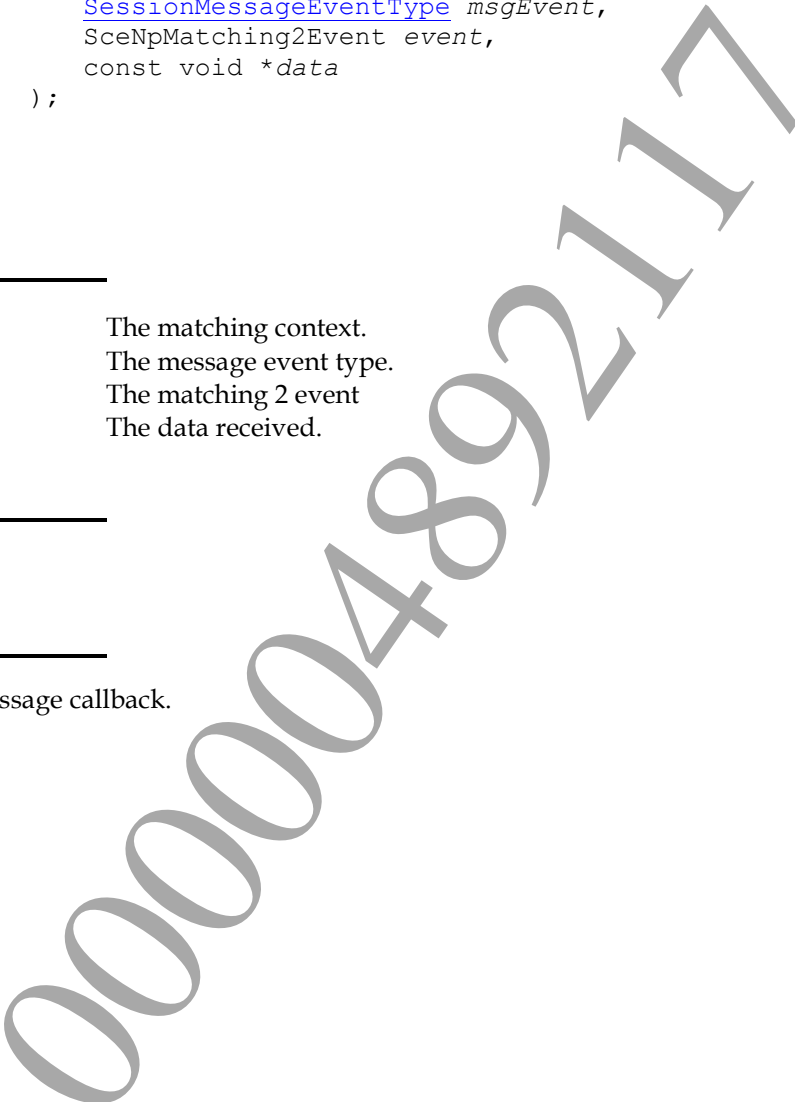 SessionMessageEventType msgEvent,
SceNpMatching2Event event,
const void *data
);
The matching context.
The message event type.
The matching 2 event
The data received.
ssage callback.
00004892117